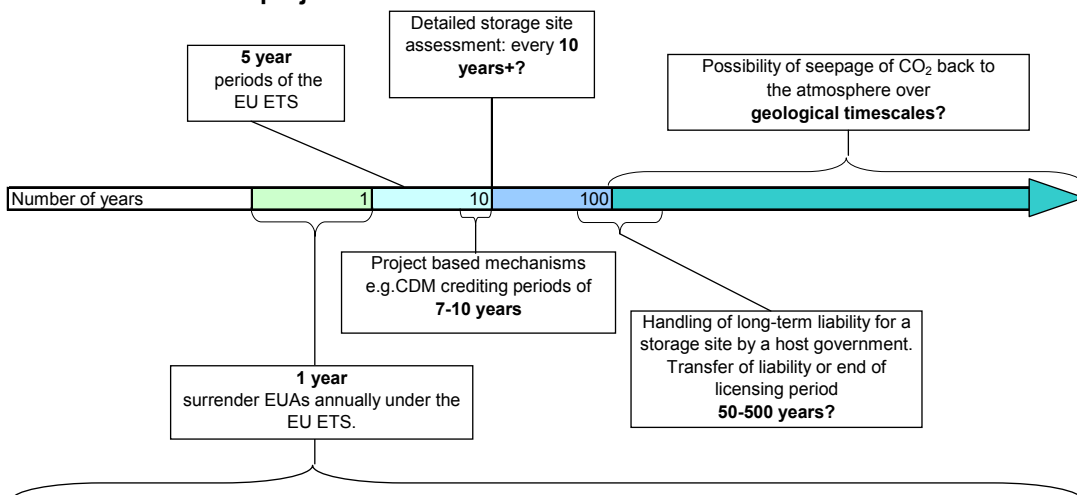 Detailed storage site
assessment: every 10
years+?
5 year
periods of the
EU ETS
Possibility of seepage of CO₂ back to
the atmosphere over
geological timescales?
Number of years
1
10
100
Project based mechanisms
e.g.CDM crediting periods of
7-10 years
Handling of long-term liability for a
storage site by a host government.
Transfer of liability or end of
licensing period
50-500 years?
1 year
surrender EUAs annually under the
EU ETS.